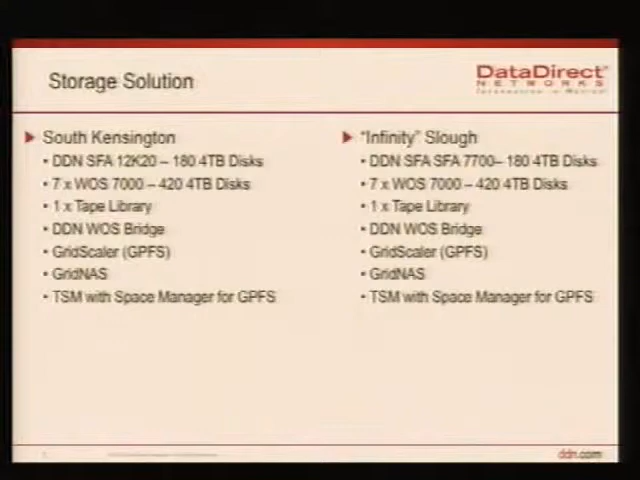 Storage Solution
DataDirect
NETWORKS
South Kensington
• DDN SFA 12K20 – 180 4TB Disks
• 7 x WOS 7000 – 420 4TB Disks
• 1 x Tape Library
• DDN WOS Bridge
• GridScaler (GPFS)
• GridNAS
• TSM with Space Manager for GPFS
"Infinity" Slough
• DDN SFA SFA 7700– 180 4TB Disks
• 7 x WOS 7000 – 420 4TB Disks
• 1 x Tape Library
• DDN WOS Bridge
• GridScaler (GPFS)
• GridNAS
• TSM with Space Manager for GPFS
ddn.com